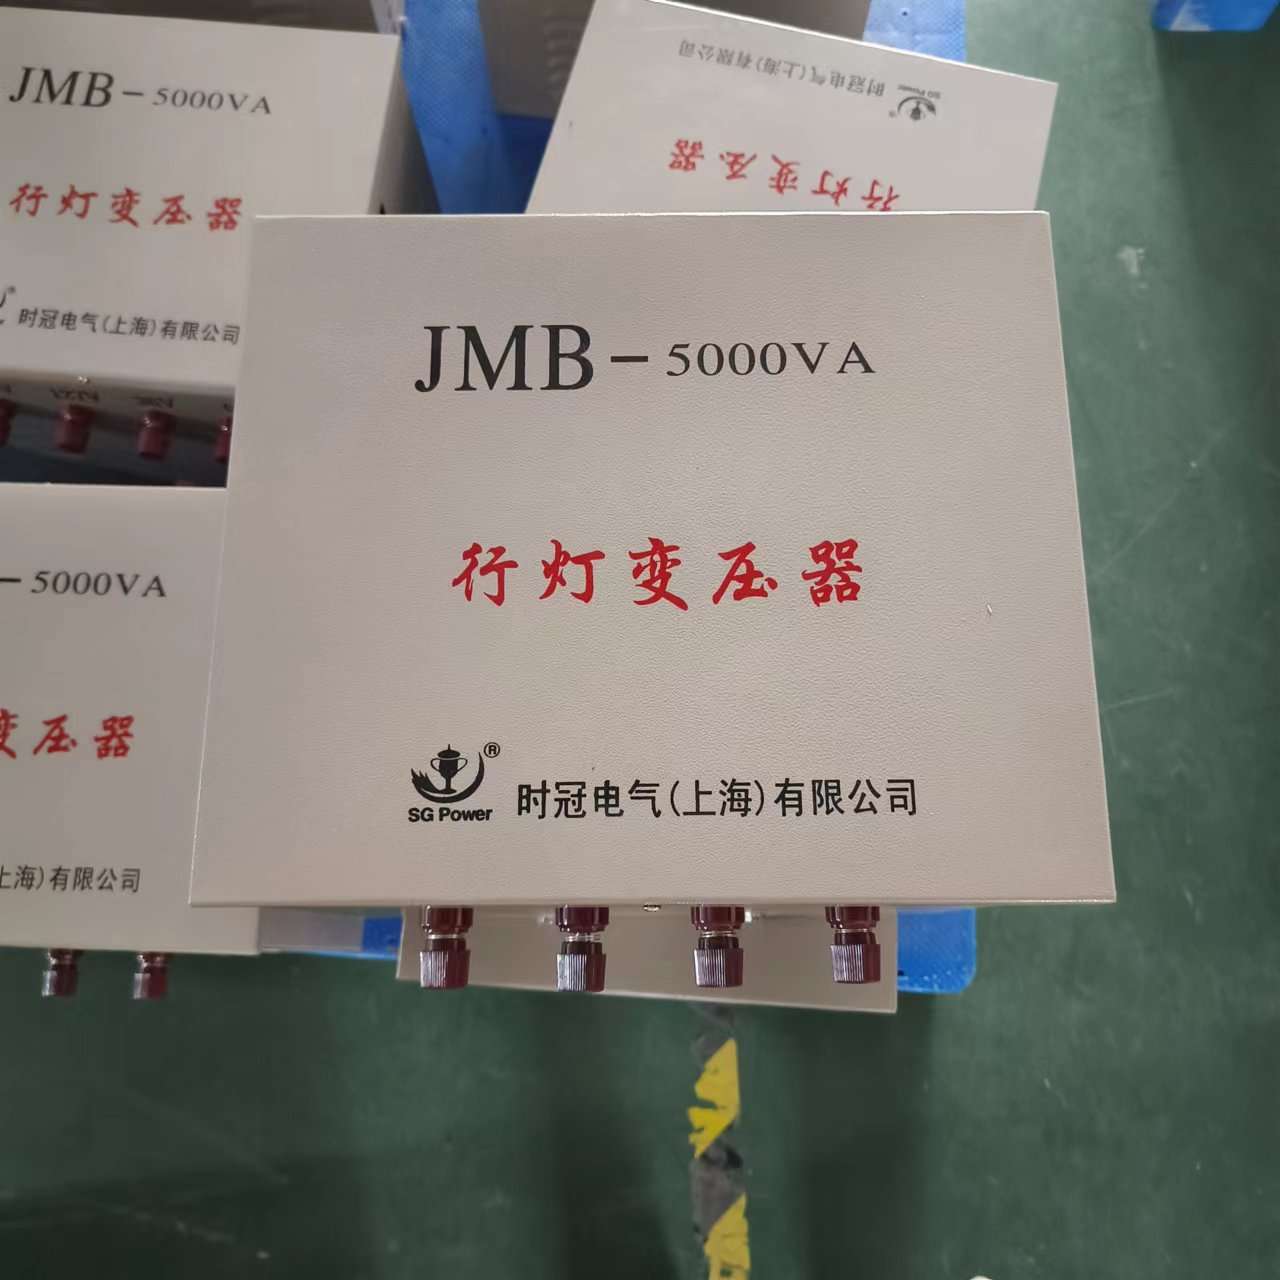 JMB-5000VA
行灯变压器
时冠电气(上海)有限公司
JMB-5000VA
行灯变压器
® SG Power
时冠电气(上海)有限公司
-5000VA
变压器
上海)有限公司
行灯变压器
SG Power
时冠电气(上海)有限公司